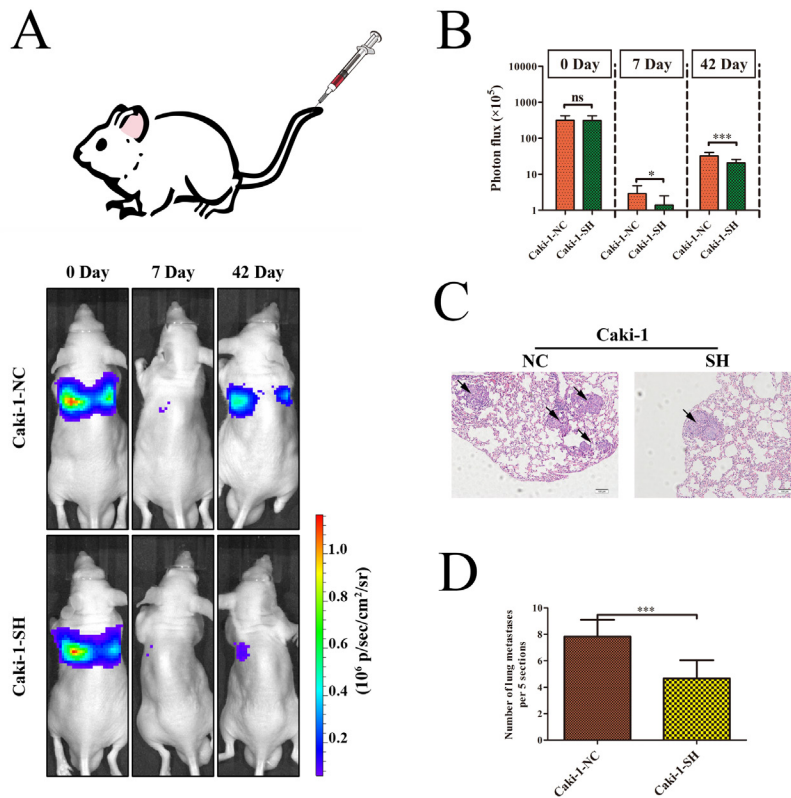 A
0 Day 7 Day 42 Day
Caki-1-NC
Caki-1-SH
1.0
0.8
0.6
0.4
0.2
(10⁶ p/sec/cm²/sr)
B
0 Day 7 Day 42 Day
Photon flux (×10⁵)
10000
1000
100
10
1
ns
*
***
Caki-1-NC
Caki-1-SH
Caki-1-NC
Caki-1-SH
Caki-1-NC
Caki-1-SH
C
Caki-1
NC SH
D
Number of lung metastases
per 5 sections
10
8
6
4
2
0
***
Caki-1-NC
Caki-1-SH